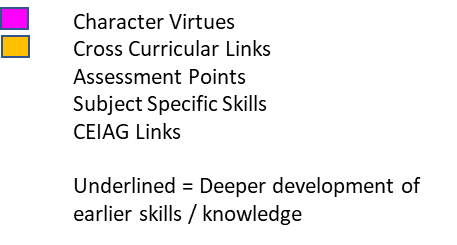 Character Virtues
Cross Curricular Links
Assessment Points
Subject Specific Skills
CEIAG Links
Underlined = Deeper development of
earlier skills / knowledge